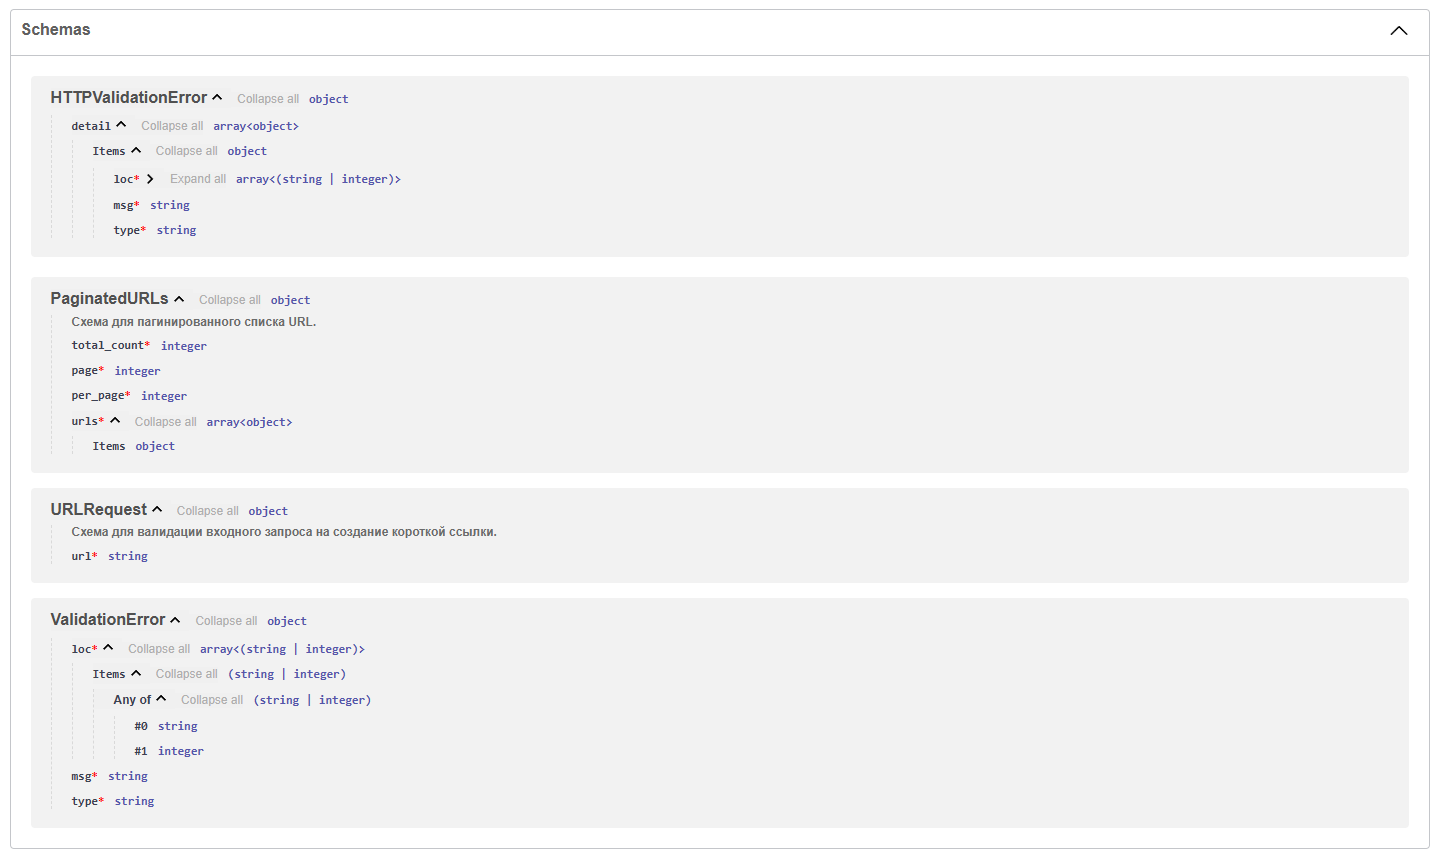 Schemas
HTTPValidationError Collapse all object
detail Collapse all array<object>
Items Collapse all object
loc* Expand all array<(string | integer)>
msg* string
type* string
PaginatedURLs Collapse all object
Схема для пагинированного списка URL.
total_count* integer
page* integer
per_page* integer
urls* Collapse all array<object>
Items object
URLRequest Collapse all object
Схема для валидации входного запроса на создание короткой ссылки.
url* string
ValidationError Collapse all object
loc* Collapse all array<(string | integer)>
Items Collapse all (string | integer)
Any of Collapse all (string | integer)
#0 string
#1 integer
msg* string
type* string